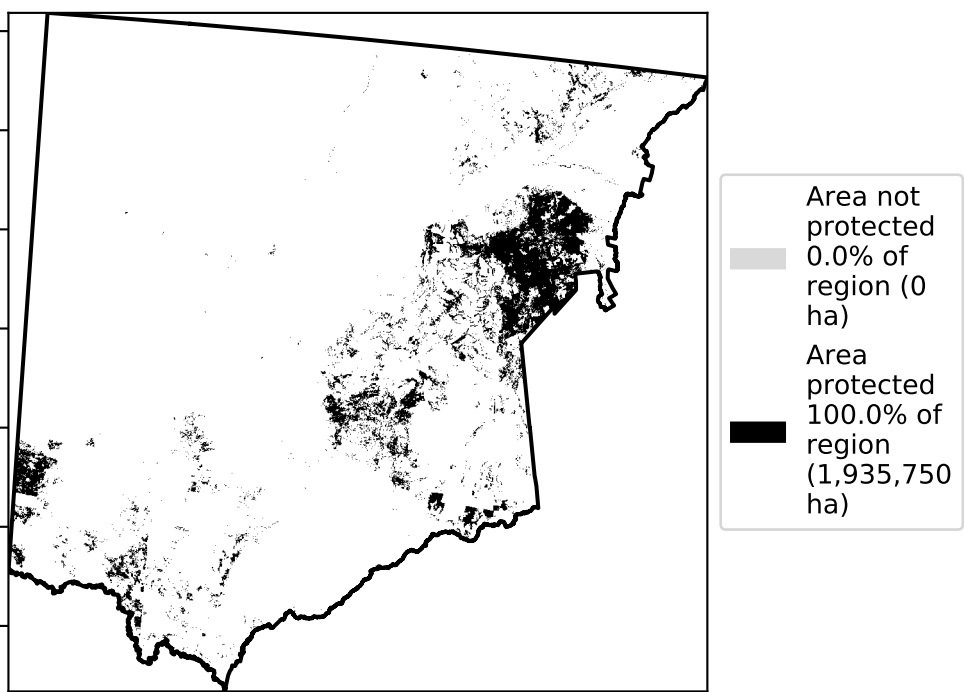 Area not
protected
0.0% of
region (0
ha)
Area
protected
100.0% of
region
(1,935,750
ha)